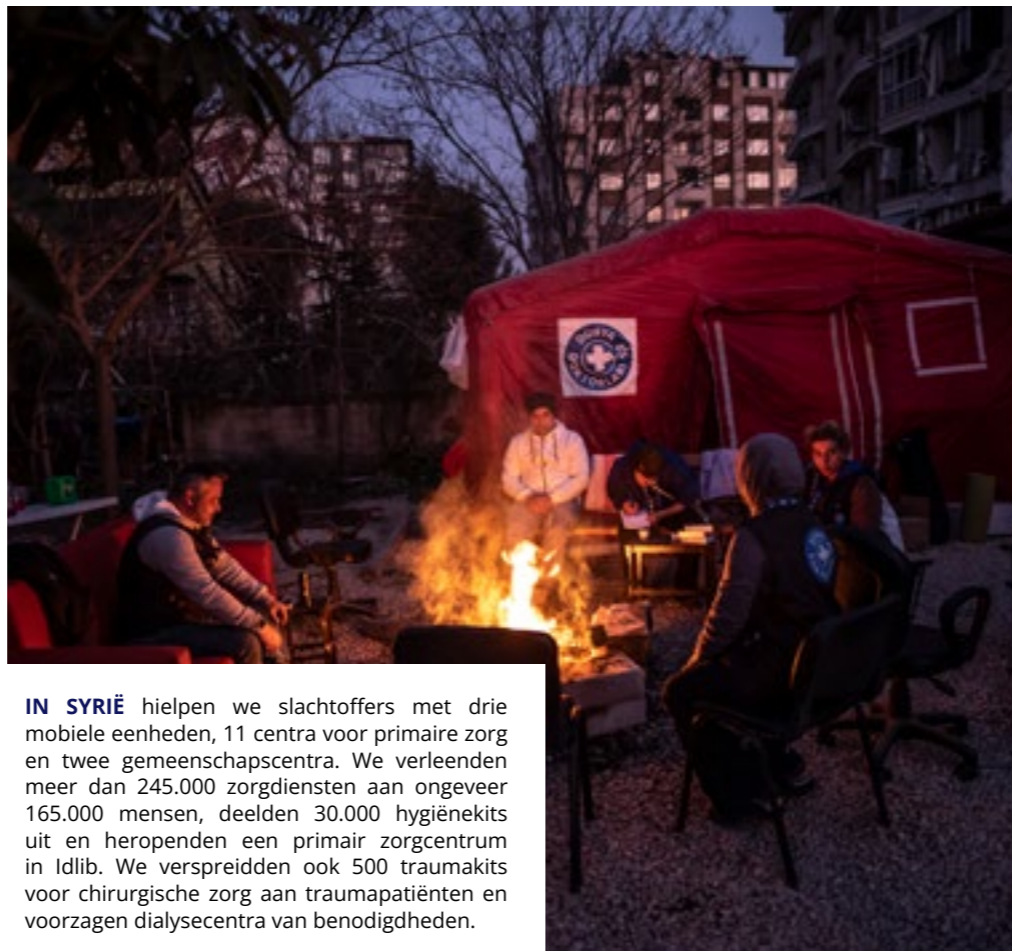 DÜNYA
DOKTORLARI
IN SYRIË hielpen we slachtoffers met drie
mobiele eenheden, 11 centra voor primaire zorg
en twee gemeenschapscentra. We verleenden
meer dan 245.000 zorgdiensten aan ongeveer
165.000 mensen, deelden 30.000 hygiënekits
uit en heropenden een primair zorgcentrum
in Idlib. We verspreidden ook 500 traumakits
voor chirurgische zorg aan traumapatiënten en
voorzagen dialysecentra van benodigdheden.